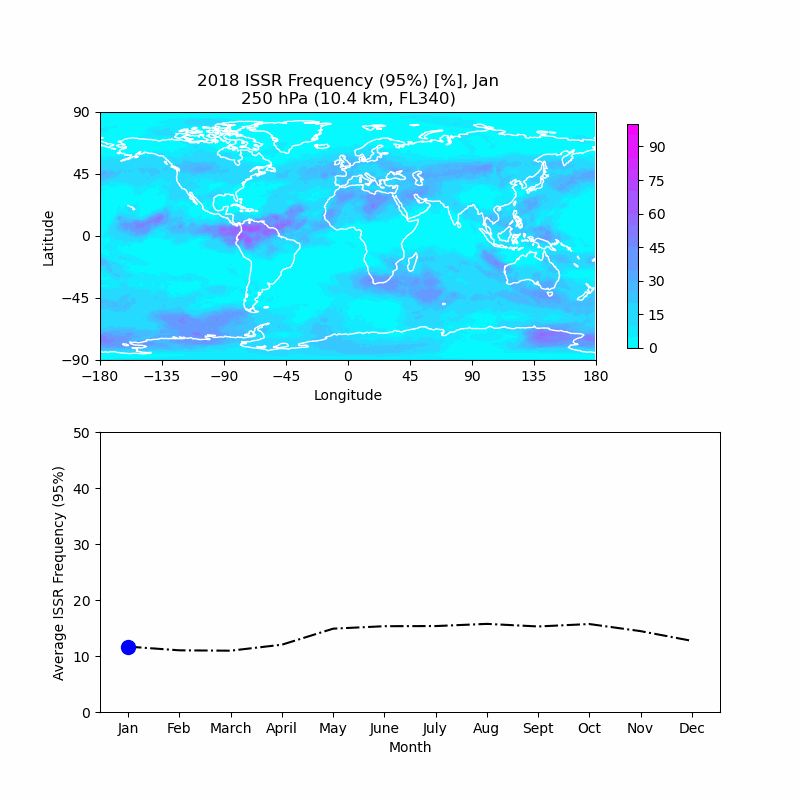 2018 ISSR Frequency (95%) [%], Jan
250 hPa (10.4 km, FL340)
90
45
0
−45
−90
Latitude
−180 −135 −90 −45 0 45 90 135 180
Longitude
90
75
60
45
30
15
0
50
40
30
20
10
0
Average ISSR Frequency (95%)
Jan Feb March April May June July Aug Sept Oct Nov Dec
Month